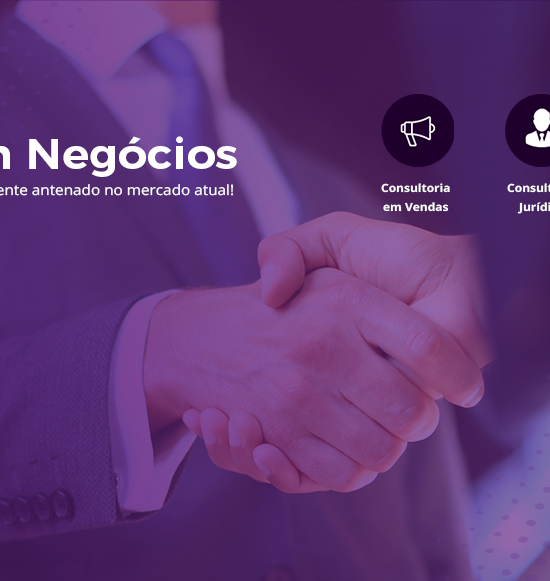 n Negócios
ente antenado no mercado atual!
Consultoria
em Vendas
Consult
Jurídi